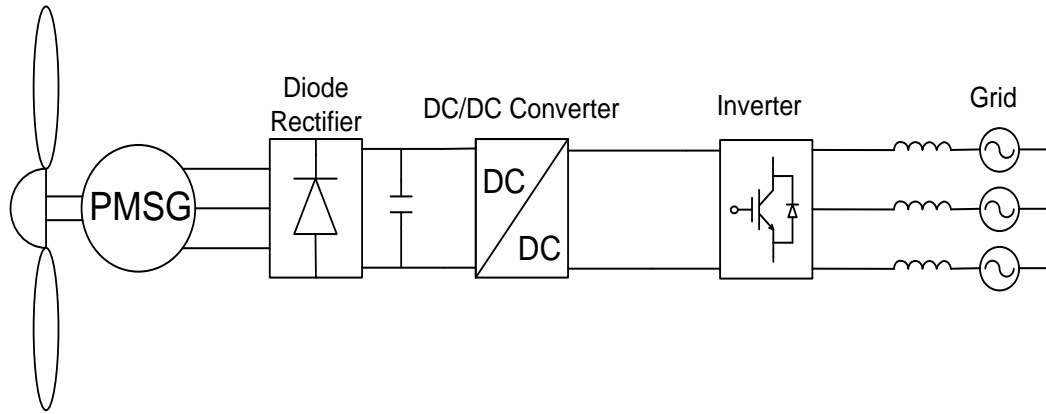 Diode
Rectifier
DC/DC Converter
Inverter
Grid
PMSG
DC
DC